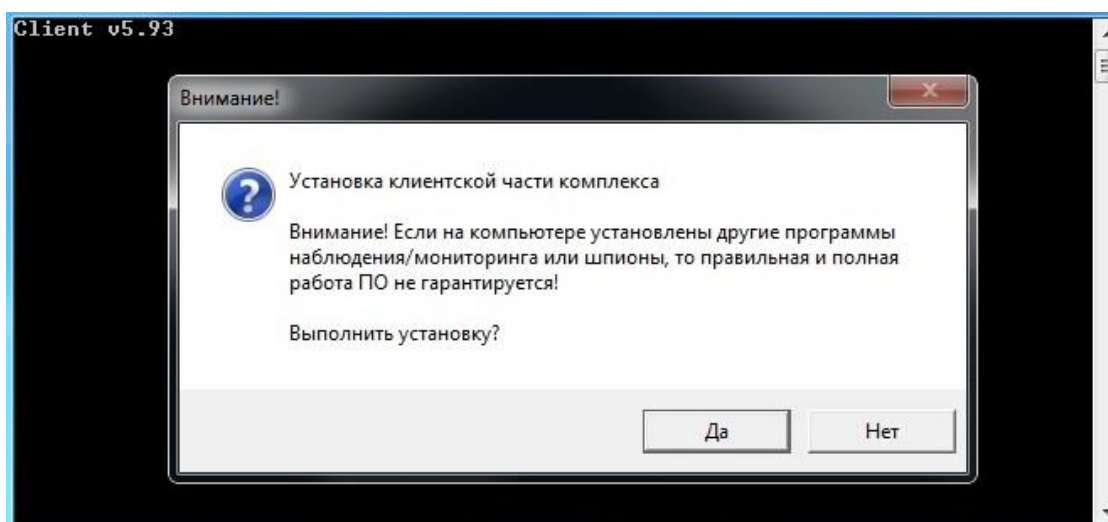 Client v5.93
Внимание!
Установка клиентской части комплекса
Внимание! Если на компьютере установлены другие программы
наблюдения/мониторинга или шпионы, то правильная и полная
работа ПО не гарантируется!
Выполнить установку?
Да
Нет